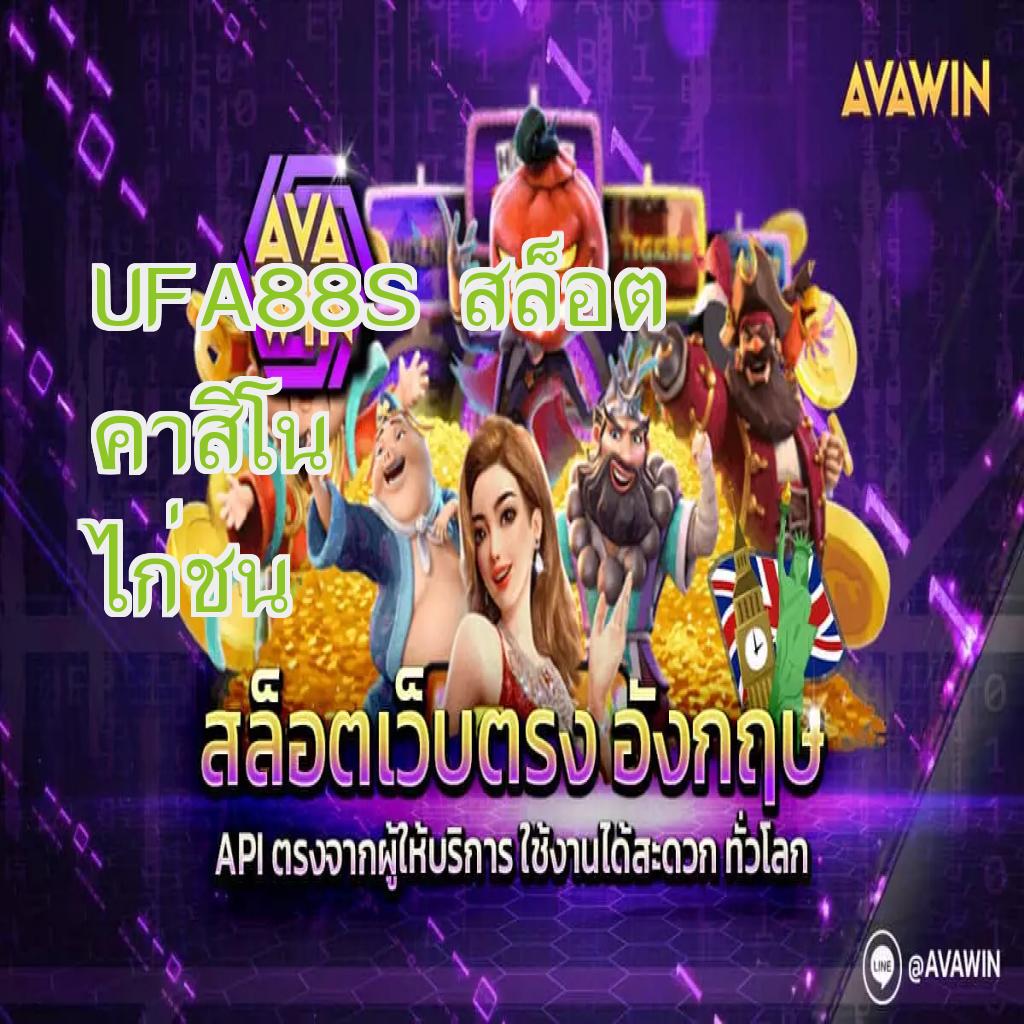 AVAWIN
AVA
WIN
TIGERS
UFA88S สล็อต
คาสิโน
ไก่ชน
สล็อตเว็บตรง อังกฤษ
API ตรงจากผู้ให้บริการ ใช้งานได้สะดวก ทั่วโลก
LINE @AVAWIN